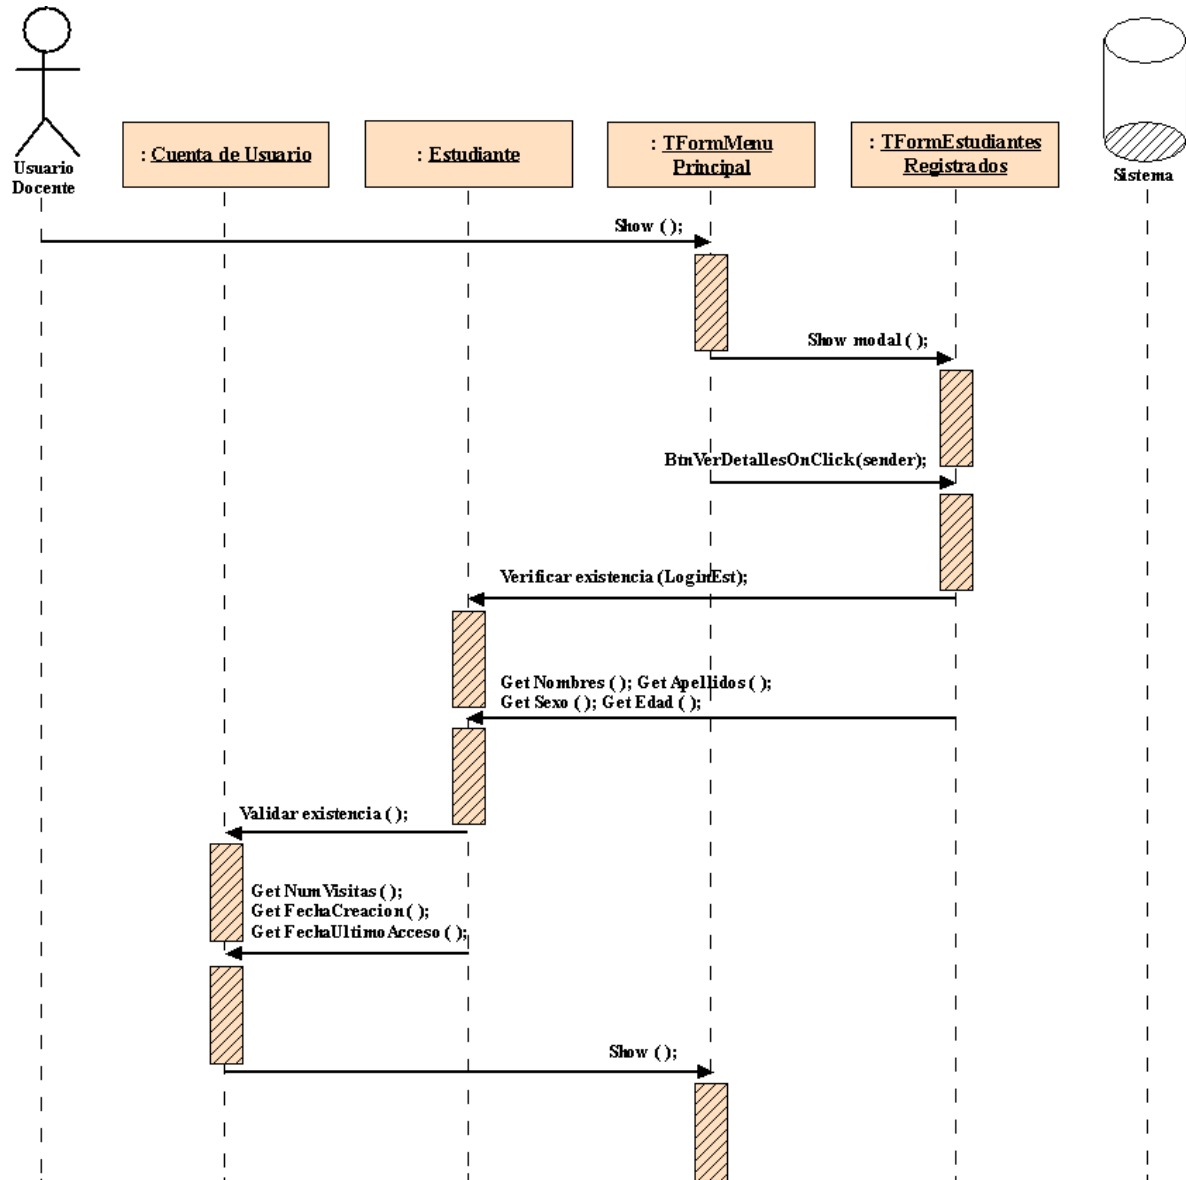 Usuario
Docente
: Cuenta de Usuario
: Estudiante
: TFormMenu
Principal
: TFormEstudiantes
Registrados
Sistema
Show ( );
Show modal ( );
BtnVerDetallesOnClick(sender);
Verificar existencia (LoginEst);
Get Nombres ( ); Get Apellidos ( );
Get Sexo ( ); Get Edad ( );
Validar existencia ( );
Get NumVisitas ( );
Get FechaCreacion ( );
Get FechaUltimoAcceso ( );
Show ( );